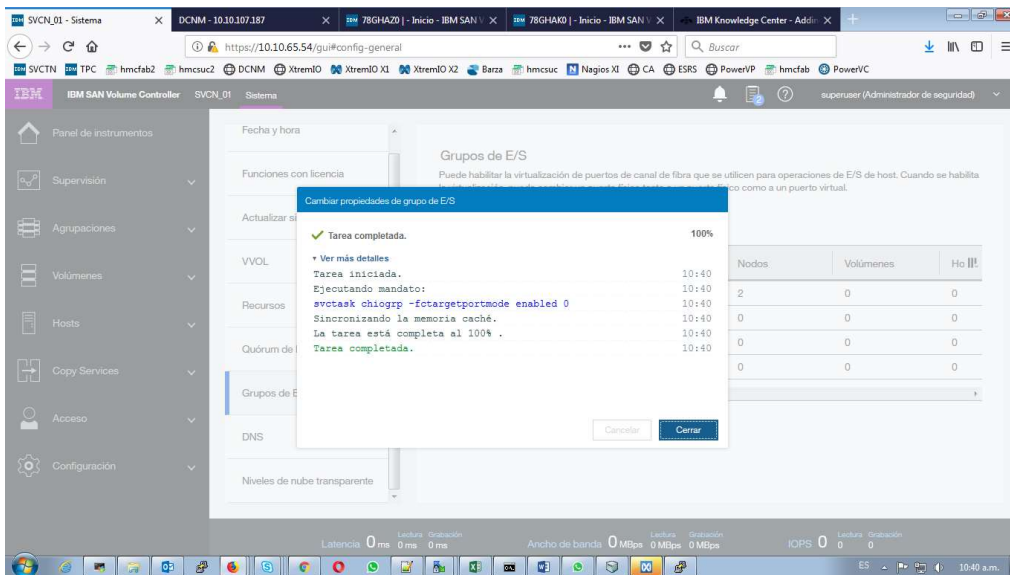 SVCN_01 - Sistema
DCNM - 10.10.107.187
78GHAZ0 | - Inicio - IBM SAN V
78GHAK0 | - Inicio - IBM SAN V
IBM Knowledge Center - Addin
https://10.10.65.54/gui#config-general
Buscar
SVCTN TPC hmcfab2 hmcsuc2 DCNM XtremIO XtremIO X1 XtremIO X2 Barza hmcsuc Nagios XI CA ESRS PowerVP hmcfab PowerVC
IBM
IBM SAN Volume Controller SVCN_01 Sistema
2
superuser (Administrador de seguridad)
Panel de instrumentos
Supervisión
Agrupaciones
Volúmenes
Hosts
Copy Services
Acceso
Configuración
Fecha y hora
Funciones con licencia
Actualizar si
VVOL
Recursos
Quórum de
Grupos de E
DNS
Niveles de nube transparente
Grupos de E/S
Puede habilitar la virtualización de puertos de canal de fibra que se utilicen para operaciones de E/S de host. Cuando se habilita
como a un puerto virtual.
Cambiar propiedades de grupo de E/S
Tarea completada. 100%
Ver más detalles
Tarea iniciada. 10:40
Ejecutando mandato: 10:40
svctask chiogrp -fctargetportmode enabled 0 10:40
Sincronizando la memoria caché. 10:40
La tarea está completa al 100% . 10:40
Tarea completada. 10:40
Cancelar
Cerrar
Nodos Volúmenes Ho
2 0 0
0 0 0
0 0 0
0 0 0
Latencia 0 ms Lectura 0 ms Grabación 0 ms
Ancho de banda 0 MBps Lectura 0 MBps Grabación 0 MBps
IOPS 0 Lectura 0 Grabación 0
ES
10:40 a.m.